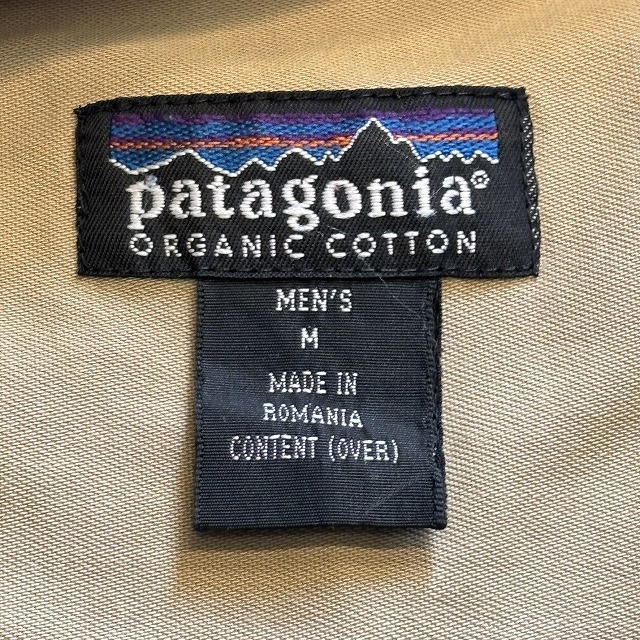 patagonia®
ORGANIC COTTON
MEN'S
M
MADE IN
ROMANIA
CONTENT (OVER)